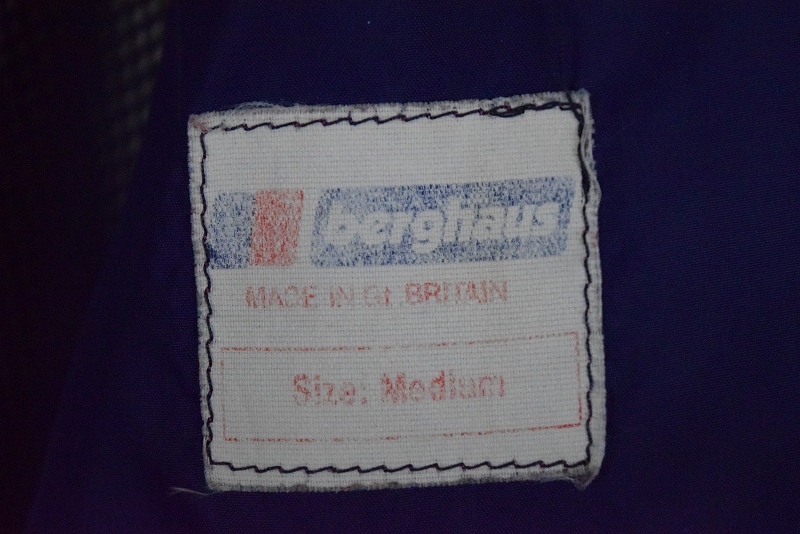 berghaus
MADE IN GT. BRITAIN
Size: Medium